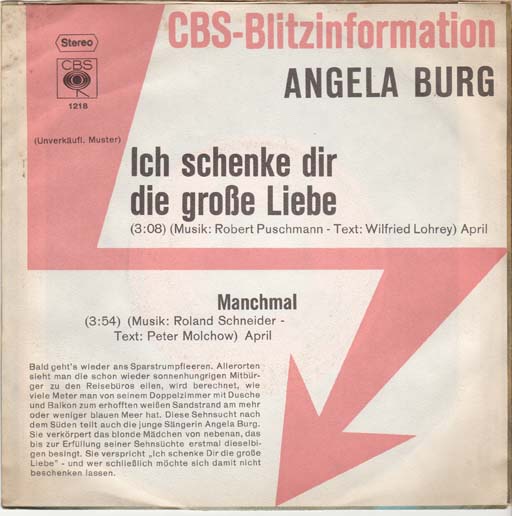 CBS-Blitzinformation
Stereo
CBS
1218
ANGELA BURG
(Unverkäufl. Muster)
Ich schenke dir
die große Liebe
(3:08) (Musik: Robert Puschmann - Text: Wilfried Lohrey) April
Manchmal
(3:54) (Musik: Roland Schneider -
Text: Peter Molchow) April
Bald geht's wieder ans Sparstrumpfleeren. Allerorten
sieht man die schon wieder sonnenhungrigen Mitbür-
ger zu den Reisebüros eilen, wird berechnet, wie
viele Meter man von seinem Doppelzimmer mit Dusche
und Balkon zum erhofften weißen Sandstrand am mehr
oder weniger blauen Meer hat. Diese Sehnsucht nach
dem Süden teilt auch die junge Sängerin Angela Burg.
Sie verkörpert das blonde Mädchen von nebenan, das
bis zur Erfüllung seiner Sehnsüchte erstmal dieselbi-
gen besingt. Sie verspricht „Ich schenke Dir die große
Liebe" - und wer schließlich möchte sich damit nicht
beschenken lassen.